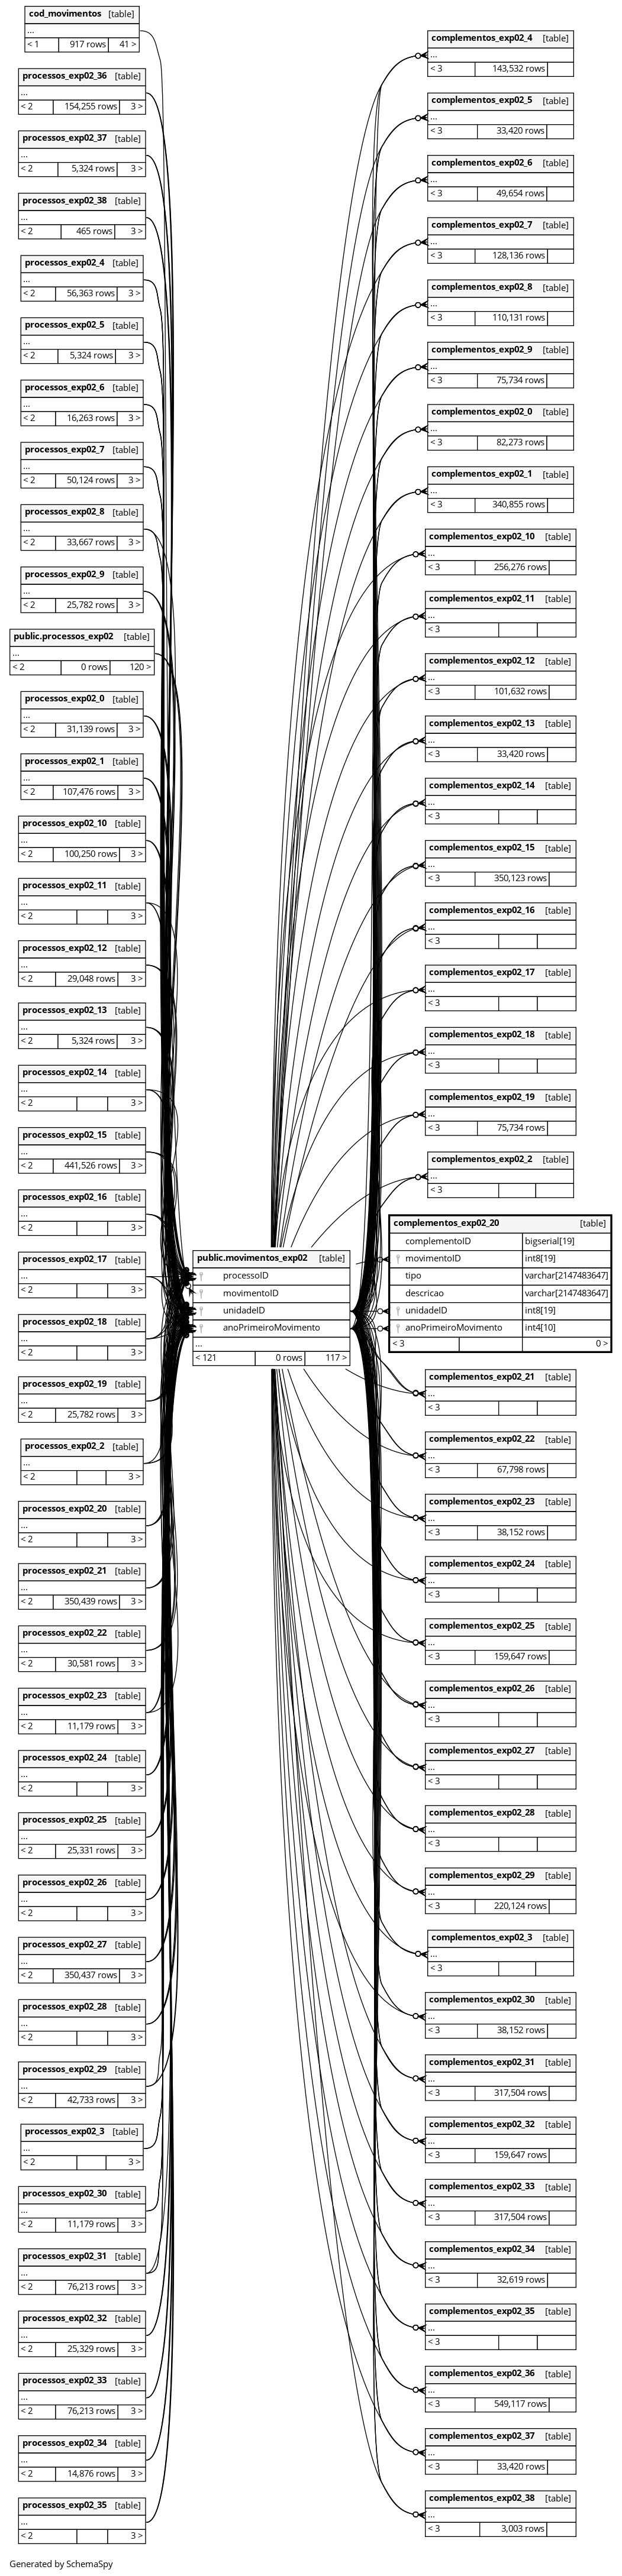 cod_movimentos [table]
...
< 1 917 rows 41 >
processos_exp02_36 [table]
...
< 2 154,255 rows 3 >
processos_exp02_37 [table]
...
< 2 5,324 rows 3 >
processos_exp02_38 [table]
...
< 2 465 rows 3 >
processos_exp02_4 [table]
...
< 2 56,363 rows 3 >
processos_exp02_5 [table]
...
< 2 5,324 rows 3 >
processos_exp02_6 [table]
...
< 2 16,263 rows 3 >
processos_exp02_7 [table]
...
< 2 50,124 rows 3 >
processos_exp02_8 [table]
...
< 2 33,667 rows 3 >
processos_exp02_9 [table]
...
< 2 25,782 rows 3 >
public.processos_exp02 [table]
...
< 2 0 rows 120 >
processos_exp02_0 [table]
...
< 2 31,139 rows 3 >
processos_exp02_1 [table]
...
< 2 107,476 rows 3 >
processos_exp02_10 [table]
...
< 2 100,250 rows 3 >
processos_exp02_11 [table]
...
< 2 3 >
processos_exp02_12 [table]
...
< 2 29,048 rows 3 >
processos_exp02_13 [table]
...
< 2 5,324 rows 3 >
processos_exp02_14 [table]
...
< 2 3 >
processos_exp02_15 [table]
...
< 2 441,526 rows 3 >
processos_exp02_16 [table]
...
< 2 3 >
processos_exp02_17 [table]
...
< 2 3 >
processos_exp02_18 [table]
...
< 2 3 >
processos_exp02_19 [table]
...
< 2 25,782 rows 3 >
processos_exp02_2 [table]
...
< 2 3 >
processos_exp02_20 [table]
...
< 2 3 >
processos_exp02_21 [table]
...
< 2 350,439 rows 3 >
processos_exp02_22 [table]
...
< 2 30,581 rows 3 >
processos_exp02_23 [table]
...
< 2 11,179 rows 3 >
processos_exp02_24 [table]
...
< 2 3 >
processos_exp02_25 [table]
...
< 2 25,331 rows 3 >
processos_exp02_26 [table]
...
< 2 3 >
processos_exp02_27 [table]
...
< 2 350,437 rows 3 >
processos_exp02_28 [table]
...
< 2 3 >
processos_exp02_29 [table]
...
< 2 42,733 rows 3 >
processos_exp02_3 [table]
...
< 2 3 >
processos_exp02_30 [table]
...
< 2 11,179 rows 3 >
processos_exp02_31 [table]
...
< 2 76,213 rows 3 >
processos_exp02_32 [table]
...
< 2 25,329 rows 3 >
processos_exp02_33 [table]
...
< 2 76,213 rows 3 >
processos_exp02_34 [table]
...
< 2 14,876 rows 3 >
processos_exp02_35 [table]
...
< 2 3 >
public.movimentos_exp02 [table]
processoID
movimentoID
unidadeID
anoPrimeiroMovimento
...
< 121 0 rows 117 >
complementos_exp02_4 [table]
...
< 3 143,532 rows
complementos_exp02_5 [table]
...
< 3 33,420 rows
complementos_exp02_6 [table]
...
< 3 49,654 rows
complementos_exp02_7 [table]
...
< 3 128,136 rows
complementos_exp02_8 [table]
...
< 3 110,131 rows
complementos_exp02_9 [table]
...
< 3 75,734 rows
complementos_exp02_0 [table]
...
< 3 82,273 rows
complementos_exp02_1 [table]
...
< 3 340,855 rows
complementos_exp02_10 [table]
...
< 3 256,276 rows
complementos_exp02_11 [table]
...
< 3
complementos_exp02_12 [table]
...
< 3 101,632 rows
complementos_exp02_13 [table]
...
< 3 33,420 rows
complementos_exp02_14 [table]
...
< 3
complementos_exp02_15 [table]
...
< 3 350,123 rows
complementos_exp02_16 [table]
...
< 3
complementos_exp02_17 [table]
...
< 3
complementos_exp02_18 [table]
...
< 3
complementos_exp02_19 [table]
...
< 3 75,734 rows
complementos_exp02_2 [table]
...
< 3
complementos_exp02_20 [table]
complementoID bigserial[19]
movimentoID int8[19]
tipo varchar[2147483647]
descricao varchar[2147483647]
unidadeID int8[19]
anoPrimeiroMovimento int4[10]
< 3 0 >
complementos_exp02_21 [table]
...
< 3
complementos_exp02_22 [table]
...
< 3 67,798 rows
complementos_exp02_23 [table]
...
< 3 38,152 rows
complementos_exp02_24 [table]
...
< 3
complementos_exp02_25 [table]
...
< 3 159,647 rows
complementos_exp02_26 [table]
...
< 3
complementos_exp02_27 [table]
...
< 3
complementos_exp02_28 [table]
...
< 3
complementos_exp02_29 [table]
...
< 3 220,124 rows
complementos_exp02_3 [table]
...
< 3
complementos_exp02_30 [table]
...
< 3 38,152 rows
complementos_exp02_31 [table]
...
< 3 317,504 rows
complementos_exp02_32 [table]
...
< 3 159,647 rows
complementos_exp02_33 [table]
...
< 3 317,504 rows
complementos_exp02_34 [table]
...
< 3 32,619 rows
complementos_exp02_35 [table]
...
< 3
complementos_exp02_36 [table]
...
< 3 549,117 rows
complementos_exp02_37 [table]
...
< 3 33,420 rows
complementos_exp02_38 [table]
...
< 3 3,003 rows
Generated by SchemaSpy